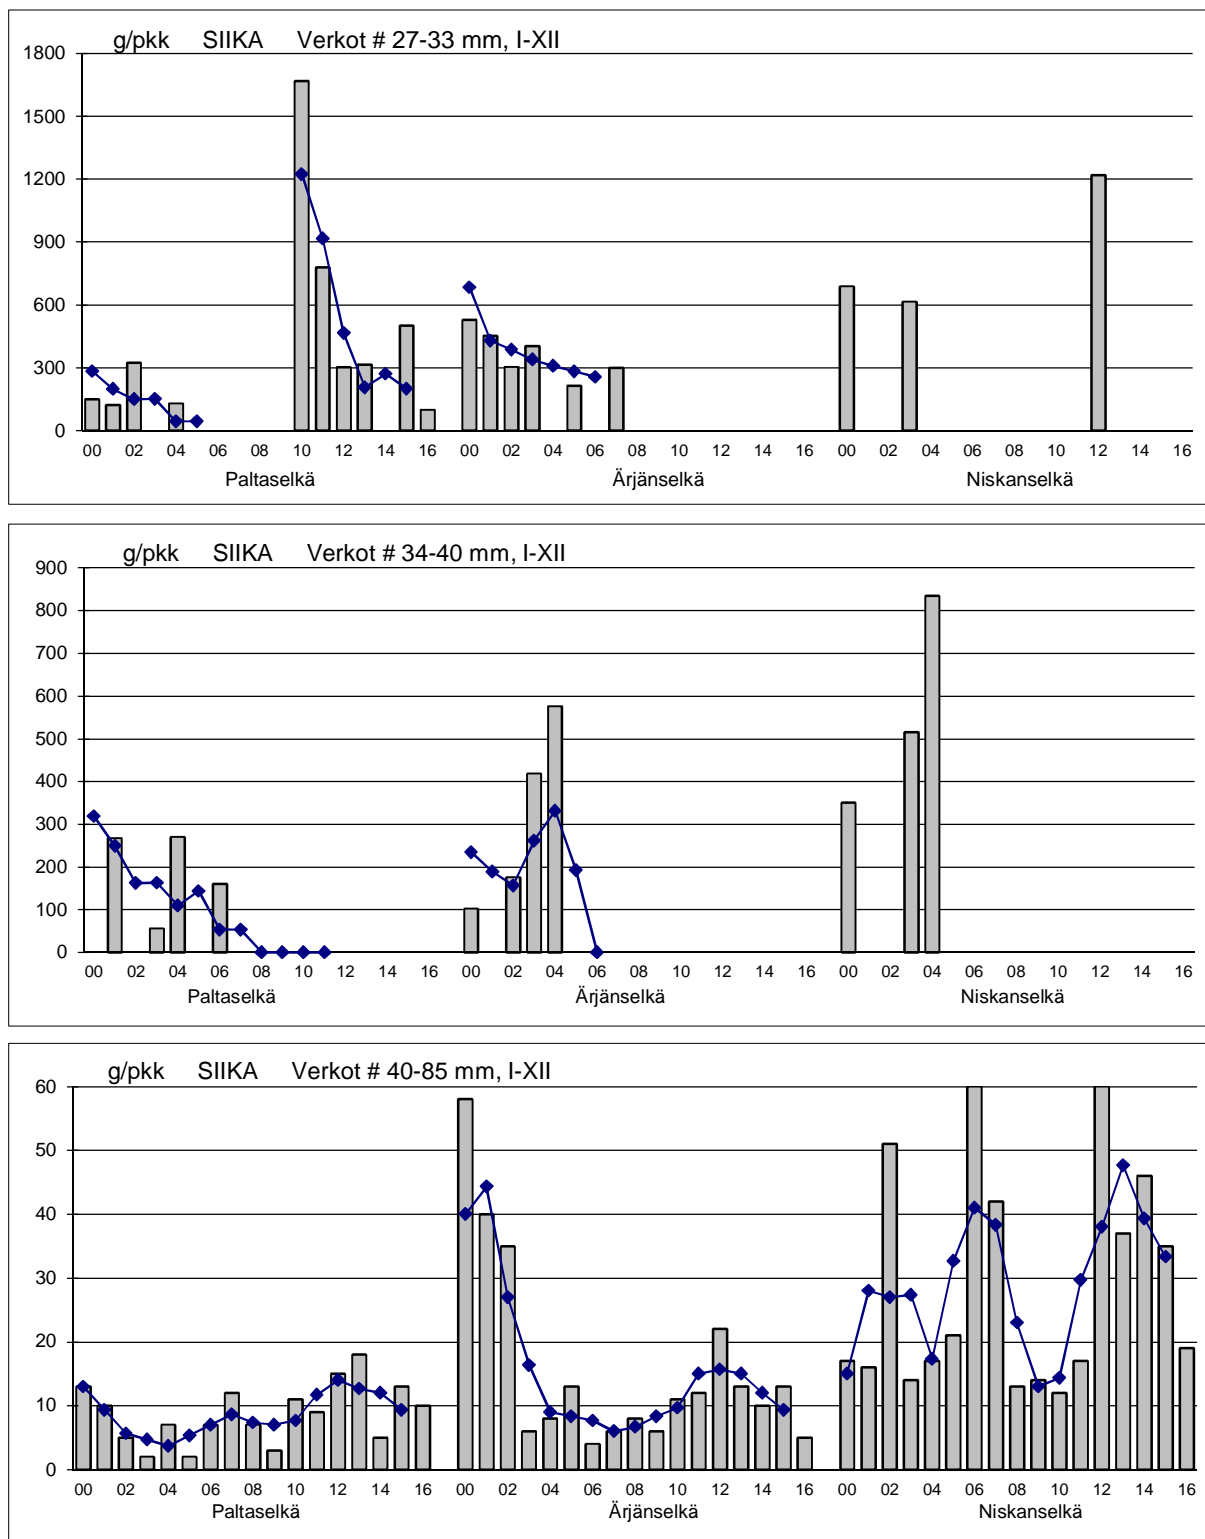 g/pkk SIIKA Verkot # 27-33 mm, I-XII
1800
1500
1200
900
600
300
0
00 02 04 06 08 10 12 14 16 00 02 04 06 08 10 12 14 16 00 02 04 06 08 10 12 14 16
Paltaselkä Ärjänselkä Niskanselkä
g/pkk SIIKA Verkot # 34-40 mm, I-XII
900
800
700
600
500
400
300
200
100
0
00 02 04 06 08 10 12 14 16 00 02 04 06 08 10 12 14 16 00 02 04 06 08 10 12 14 16
Paltaselkä Ärjänselkä Niskanselkä
g/pkk SIIKA Verkot # 40-85 mm, I-XII
60
50
40
30
20
10
0
00 02 04 06 08 10 12 14 16 00 02 04 06 08 10 12 14 16 00 02 04 06 08 10 12 14 16
Paltaselkä Ärjänselkä Niskanselkä